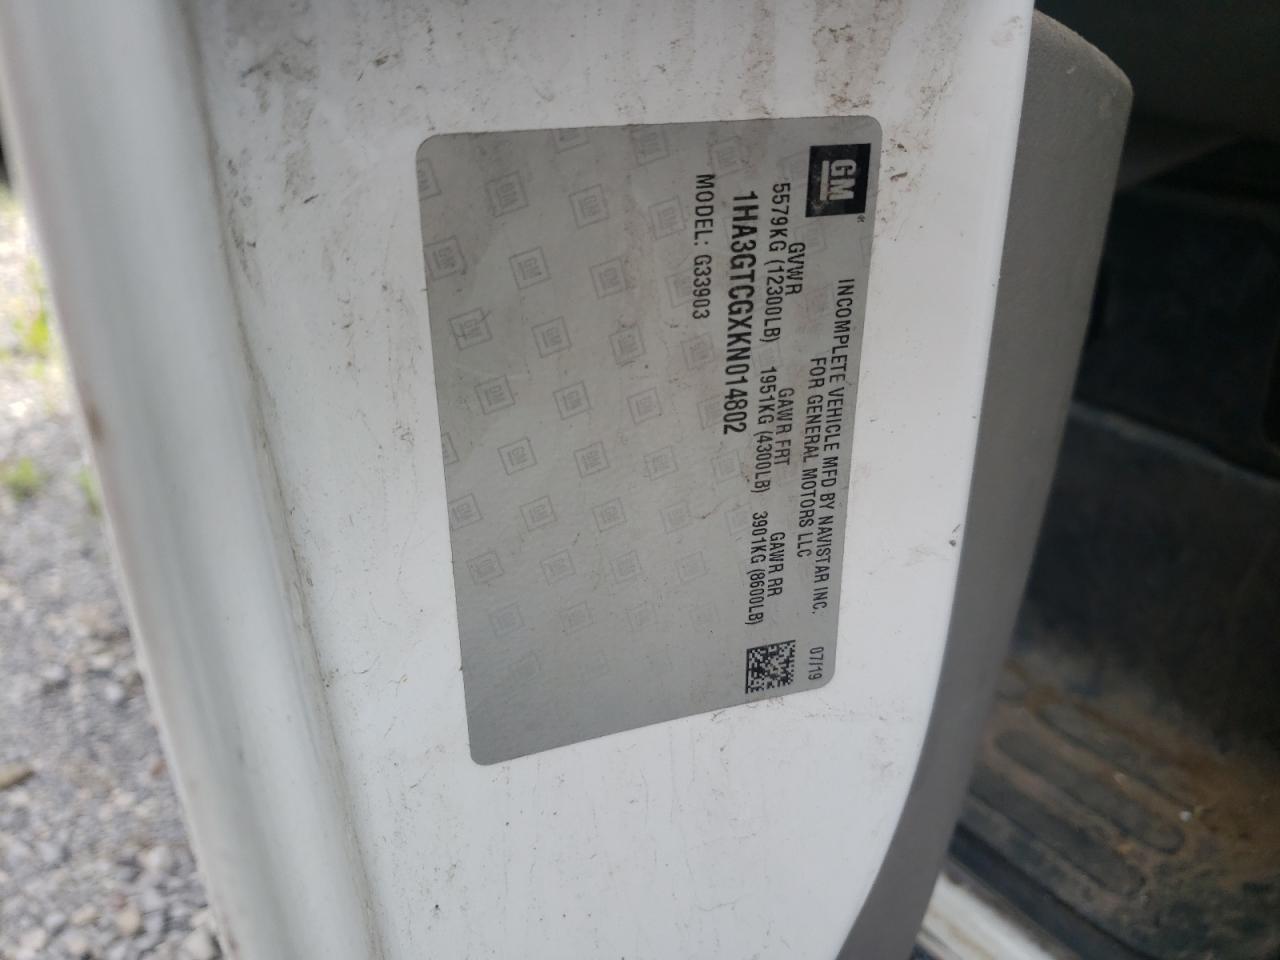 GM
INCOMPLETE VEHICLE MFD BY NAVISTAR INC. 07/19
FOR GENERAL MOTORS LLC
GVWR GAWR FRT GAWR RR
5579KG (12300LB) 1951KG (4300LB) 3901KG (8600LB)
1HA3GTCGXKN014802
MODEL: G33903